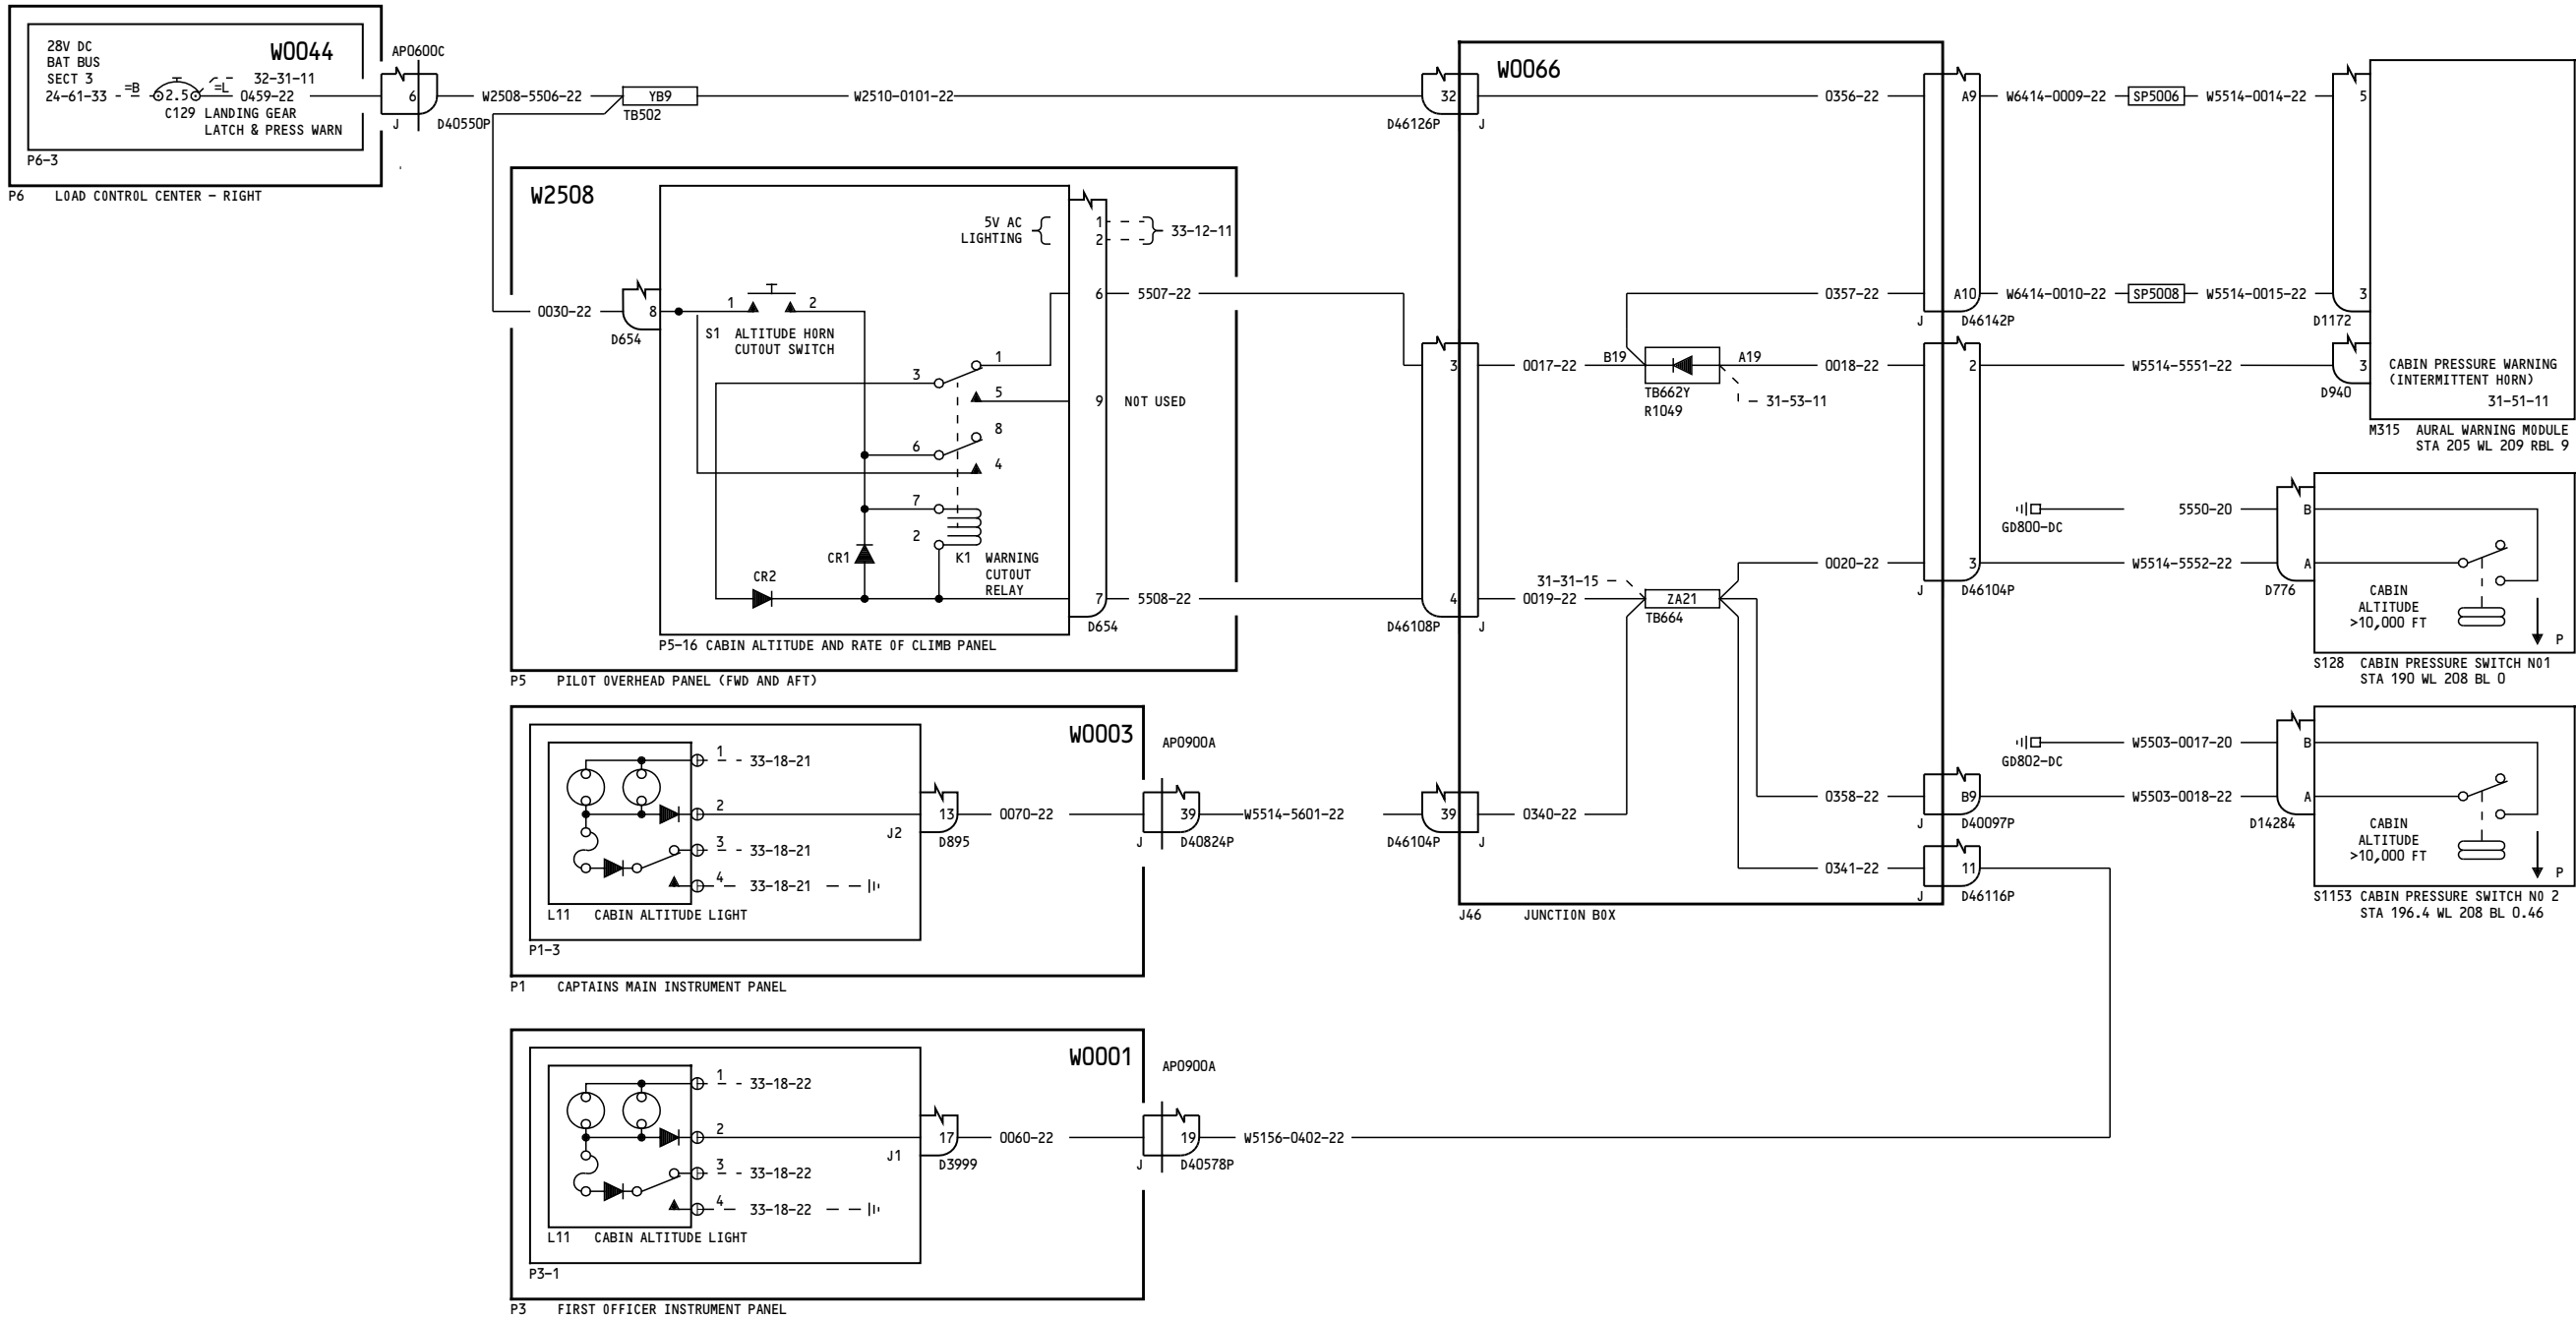 28V DC
BAT BUS
SECT 3
24-61-33
=B
2.5
=L
C129
W0044
32-31-11
0459-22
LANDING GEAR
LATCH & PRESS WARN
P6-3
P6 LOAD CONTROL CENTER - RIGHT
AP0600C
6
J
D40550P
W2508-5506-22
YB9
TB502
W2510-0101-22
32
D46126P
J
W0066
0356-22
A9
W6414-0009-22
SP5006
W5514-0014-22
5
W2508
5V AC
LIGHTING
1
2
33-12-11
0030-22
8
D654
1
2
S1 ALTITUDE HORN
CUTOUT SWITCH
6
5507-22
3
1
5
9
NOT USED
8
6
4
7
2
CR1
K1 WARNING
CUTOUT
RELAY
CR2
7
5508-22
D654
P5-16 CABIN ALTITUDE AND RATE OF CLIMB PANEL
P5 PILOT OVERHEAD PANEL (FWD AND AFT)
3
4
D46108P
J
0017-22
B19
A19
TB662Y
R1049
31-53-11
0018-22
0357-22
A10
J
D46142P
W6414-0010-22
SP5008
W5514-0015-22
3
D1172
2
W5514-5551-22
3
D940
CABIN PRESSURE WARNING
(INTERMITTENT HORN)
31-51-11
M315 AURAL WARNING MODULE
STA 205 WL 209 RBL 9
31-31-15
0019-22
ZA21
TB664
0020-22
3
J
D46104P
W5514-5552-22
GD800-DC
5550-20
B
A
D776
CABIN
ALTITUDE
>10,000 FT
P
S128 CABIN PRESSURE SWITCH NO1
STA 190 WL 208 BL 0
W0003
AP0900A
1
33-18-21
2
3
33-18-21
4
33-18-21
L11 CABIN ALTITUDE LIGHT
P1-3
J2
13
D895
0070-22
J
39
D40824P
W5514-5601-22
39
D46104P
J
0340-22
P1 CAPTAINS MAIN INSTRUMENT PANEL
0358-22
B9
J
D40097P
0341-22
11
J
D46116P
J46 JUNCTION BOX
GD802-DC
W5503-0017-20
W5503-0018-22
B
A
D14284
CABIN
ALTITUDE
>10,000 FT
P
S1153 CABIN PRESSURE SWITCH NO 2
STA 196.4 WL 208 BL 0.46
W0001
AP0900A
1
33-18-22
2
3
33-18-22
4
33-18-22
L11 CABIN ALTITUDE LIGHT
P3-1
J1
17
D3999
0060-22
J
19
D40578P
W5156-0402-22
P3 FIRST OFFICER INSTRUMENT PANEL